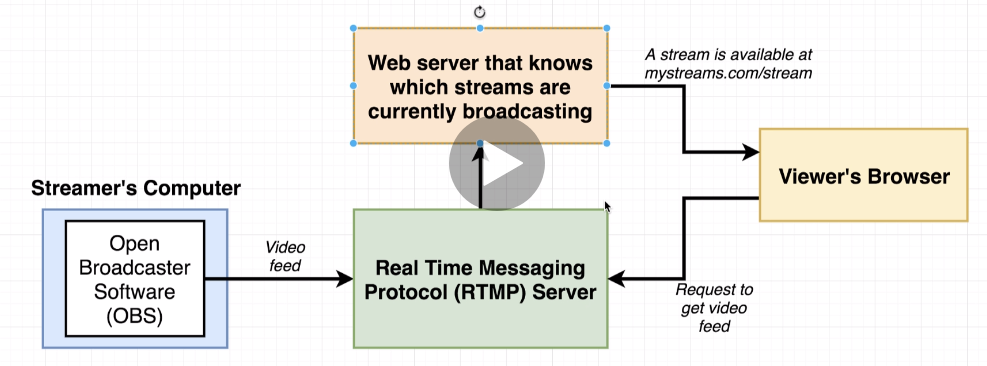 Web server that knows
which streams are
currently broadcasting
A stream is available at
mystreams.com/stream
Viewer's Browser
Streamer's Computer
Open
Broadcaster
Software
(OBS)
Video
feed
Real Time Messaging
Protocol (RTMP) Server
Request to
get video
feed